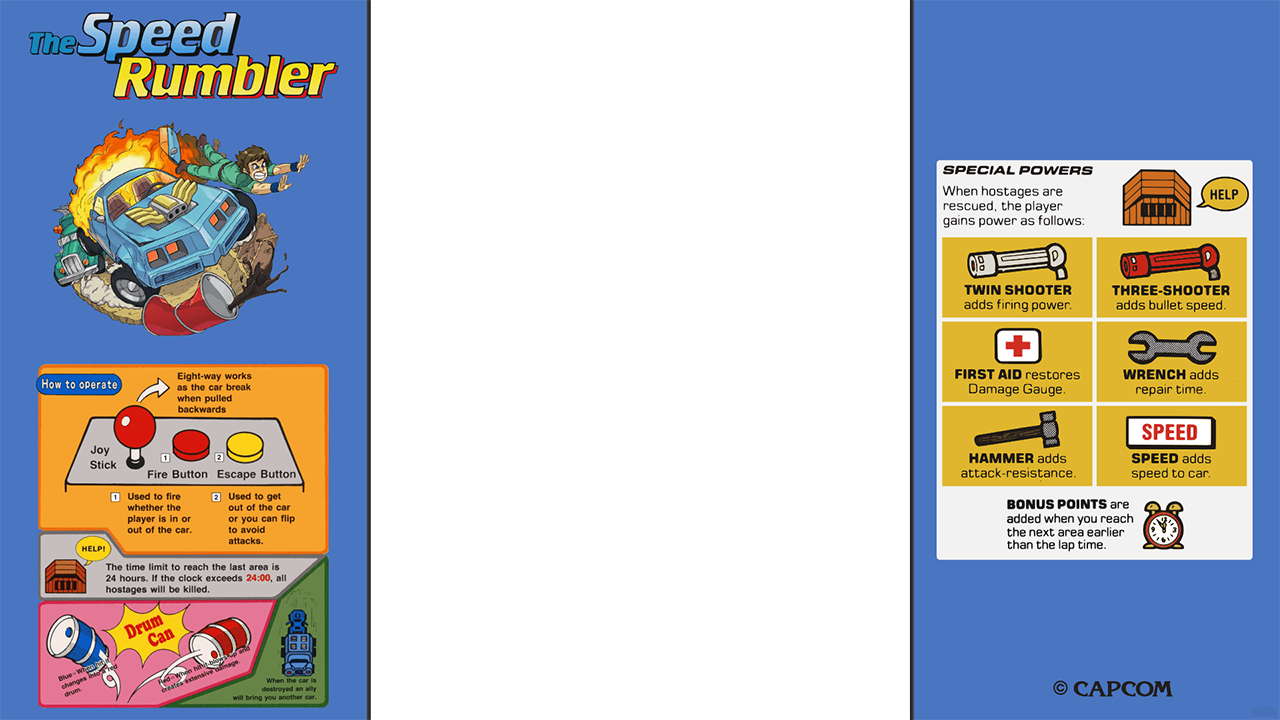 The Speed
Rumbler
How to operate
Eight-way works
as the car break
when pulled
backwards
Joy
Stick
1
Fire Button
2
Escape Button
1 Used to fire
whether the
player is in or
out of the car.
2 Used to get
out of the car
or you can flip
to avoid
attacks.
HELP!
The time limit to reach the last area is
24 hours. If the clock exceeds 24:00, all
hostages will be killed.
Drum
Can
Blue-When hit it
changes into a red
drum.
Red-When hit it blows up and
creates extensive damage.
When the car is
destroyed an ally
will bring you another car.
SPECIAL POWERS
When hostages are
rescued, the player
gains power as follows:
HELP
TWIN SHOOTER
adds firing power.
THREE-SHOOTER
adds bullet speed.
FIRST AID restores
Damage Gauge.
WRENCH adds
repair time.
HAMMER adds
attack-resistance.
SPEED
SPEED adds
speed to car.
BONUS POINTS are
added when you reach
the next area earlier
than the lap time.
© CAPCOM